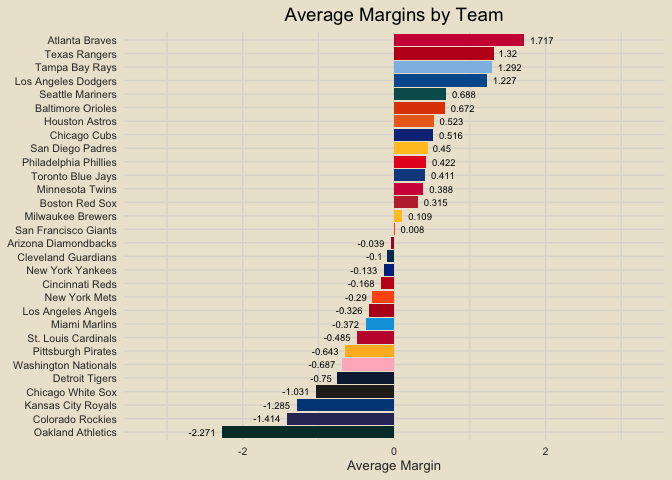 Average Margins by Team
Atlanta Braves 1.717
Texas Rangers 1.32
Tampa Bay Rays 1.292
Los Angeles Dodgers 1.227
Seattle Mariners 0.688
Baltimore Orioles 0.672
Houston Astros 0.523
Chicago Cubs 0.516
San Diego Padres 0.45
Philadelphia Phillies 0.422
Toronto Blue Jays 0.411
Minnesota Twins 0.388
Boston Red Sox 0.315
Milwaukee Brewers 0.109
San Francisco Giants 0.008
Arizona Diamondbacks -0.039
Cleveland Guardians -0.1
New York Yankees -0.133
Cincinnati Reds -0.168
New York Mets -0.29
Los Angeles Angels -0.326
Miami Marlins -0.372
St. Louis Cardinals -0.485
Pittsburgh Pirates -0.643
Washington Nationals -0.687
Detroit Tigers -0.75
Chicago White Sox -1.031
Kansas City Royals -1.285
Colorado Rockies -1.414
Oakland Athletics -2.271
-2 0 2
Average Margin